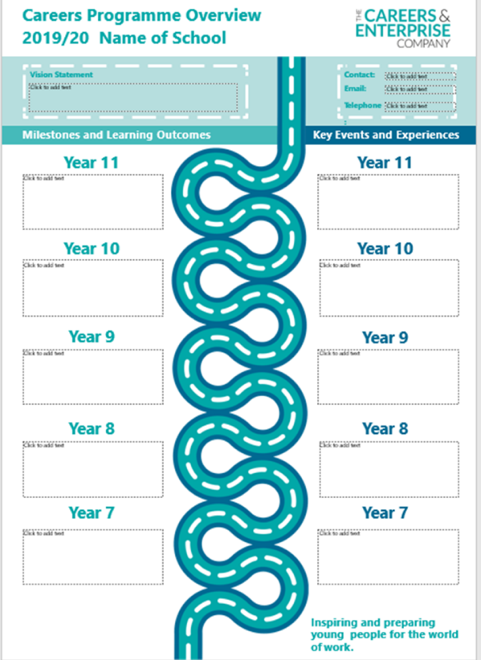 Careers Programme Overview
2019/20 Name of School
THE CAREERS &
ENTERPRISE
COMPANY
Vision Statement
Click to add text
Contact: Click to add text
Email: Click to add text
Telephone Click to add text
Milestones and Learning Outcomes
Key Events and Experiences
Year 11
Click to add text
Year 11
Click to add text
Year 10
Click to add text
Year 10
Click to add text
Year 9
Click to add text
Year 9
Click to add text
Year 8
Click to add text
Year 8
Click to add text
Year 7
Click to add text
Year 7
Click to add text
Inspiring and preparing
young people for the world
of work.